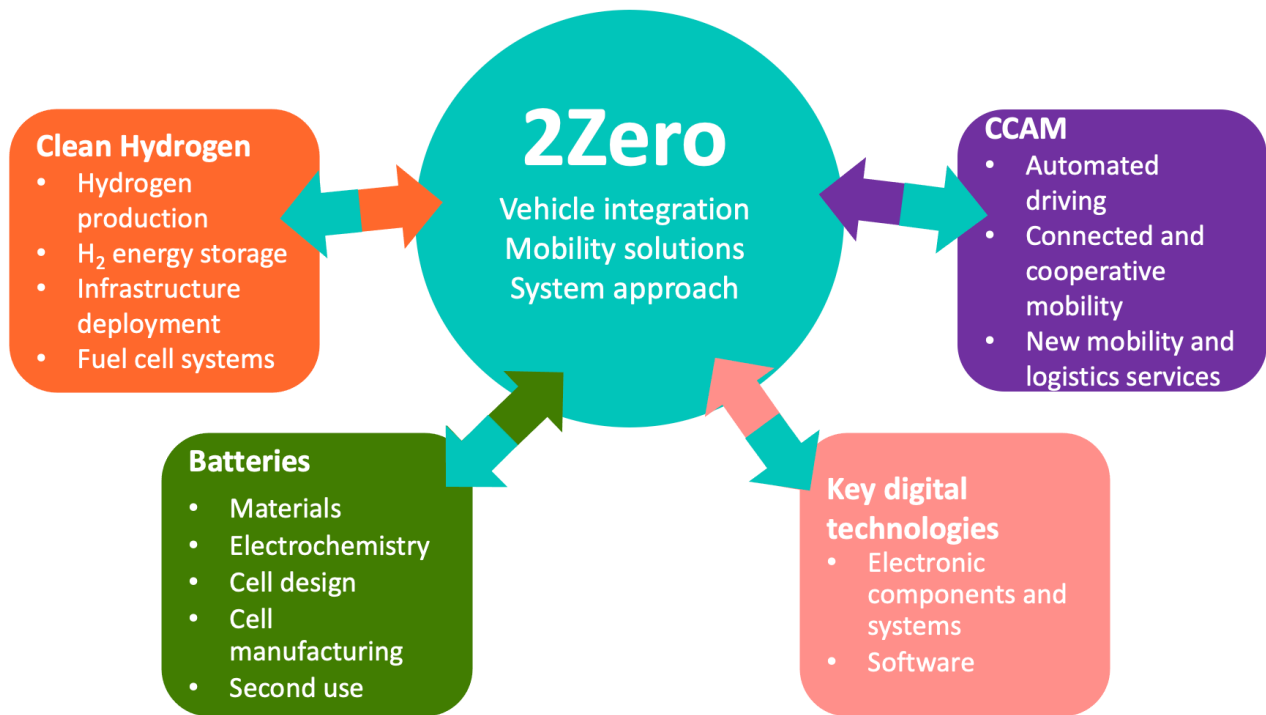 2Zero
Vehicle integration
Mobility solutions
System approach
Clean Hydrogen
• Hydrogen
production
• H₂ energy storage
• Infrastructure
deployment
• Fuel cell systems
CCAM
• Automated
driving
• Connected and
cooperative
mobility
• New mobility and
logistics services
Batteries
• Materials
• Electrochemistry
• Cell design
• Cell
manufacturing
• Second use
Key digital
technologies
• Electronic
components and
systems
• Software